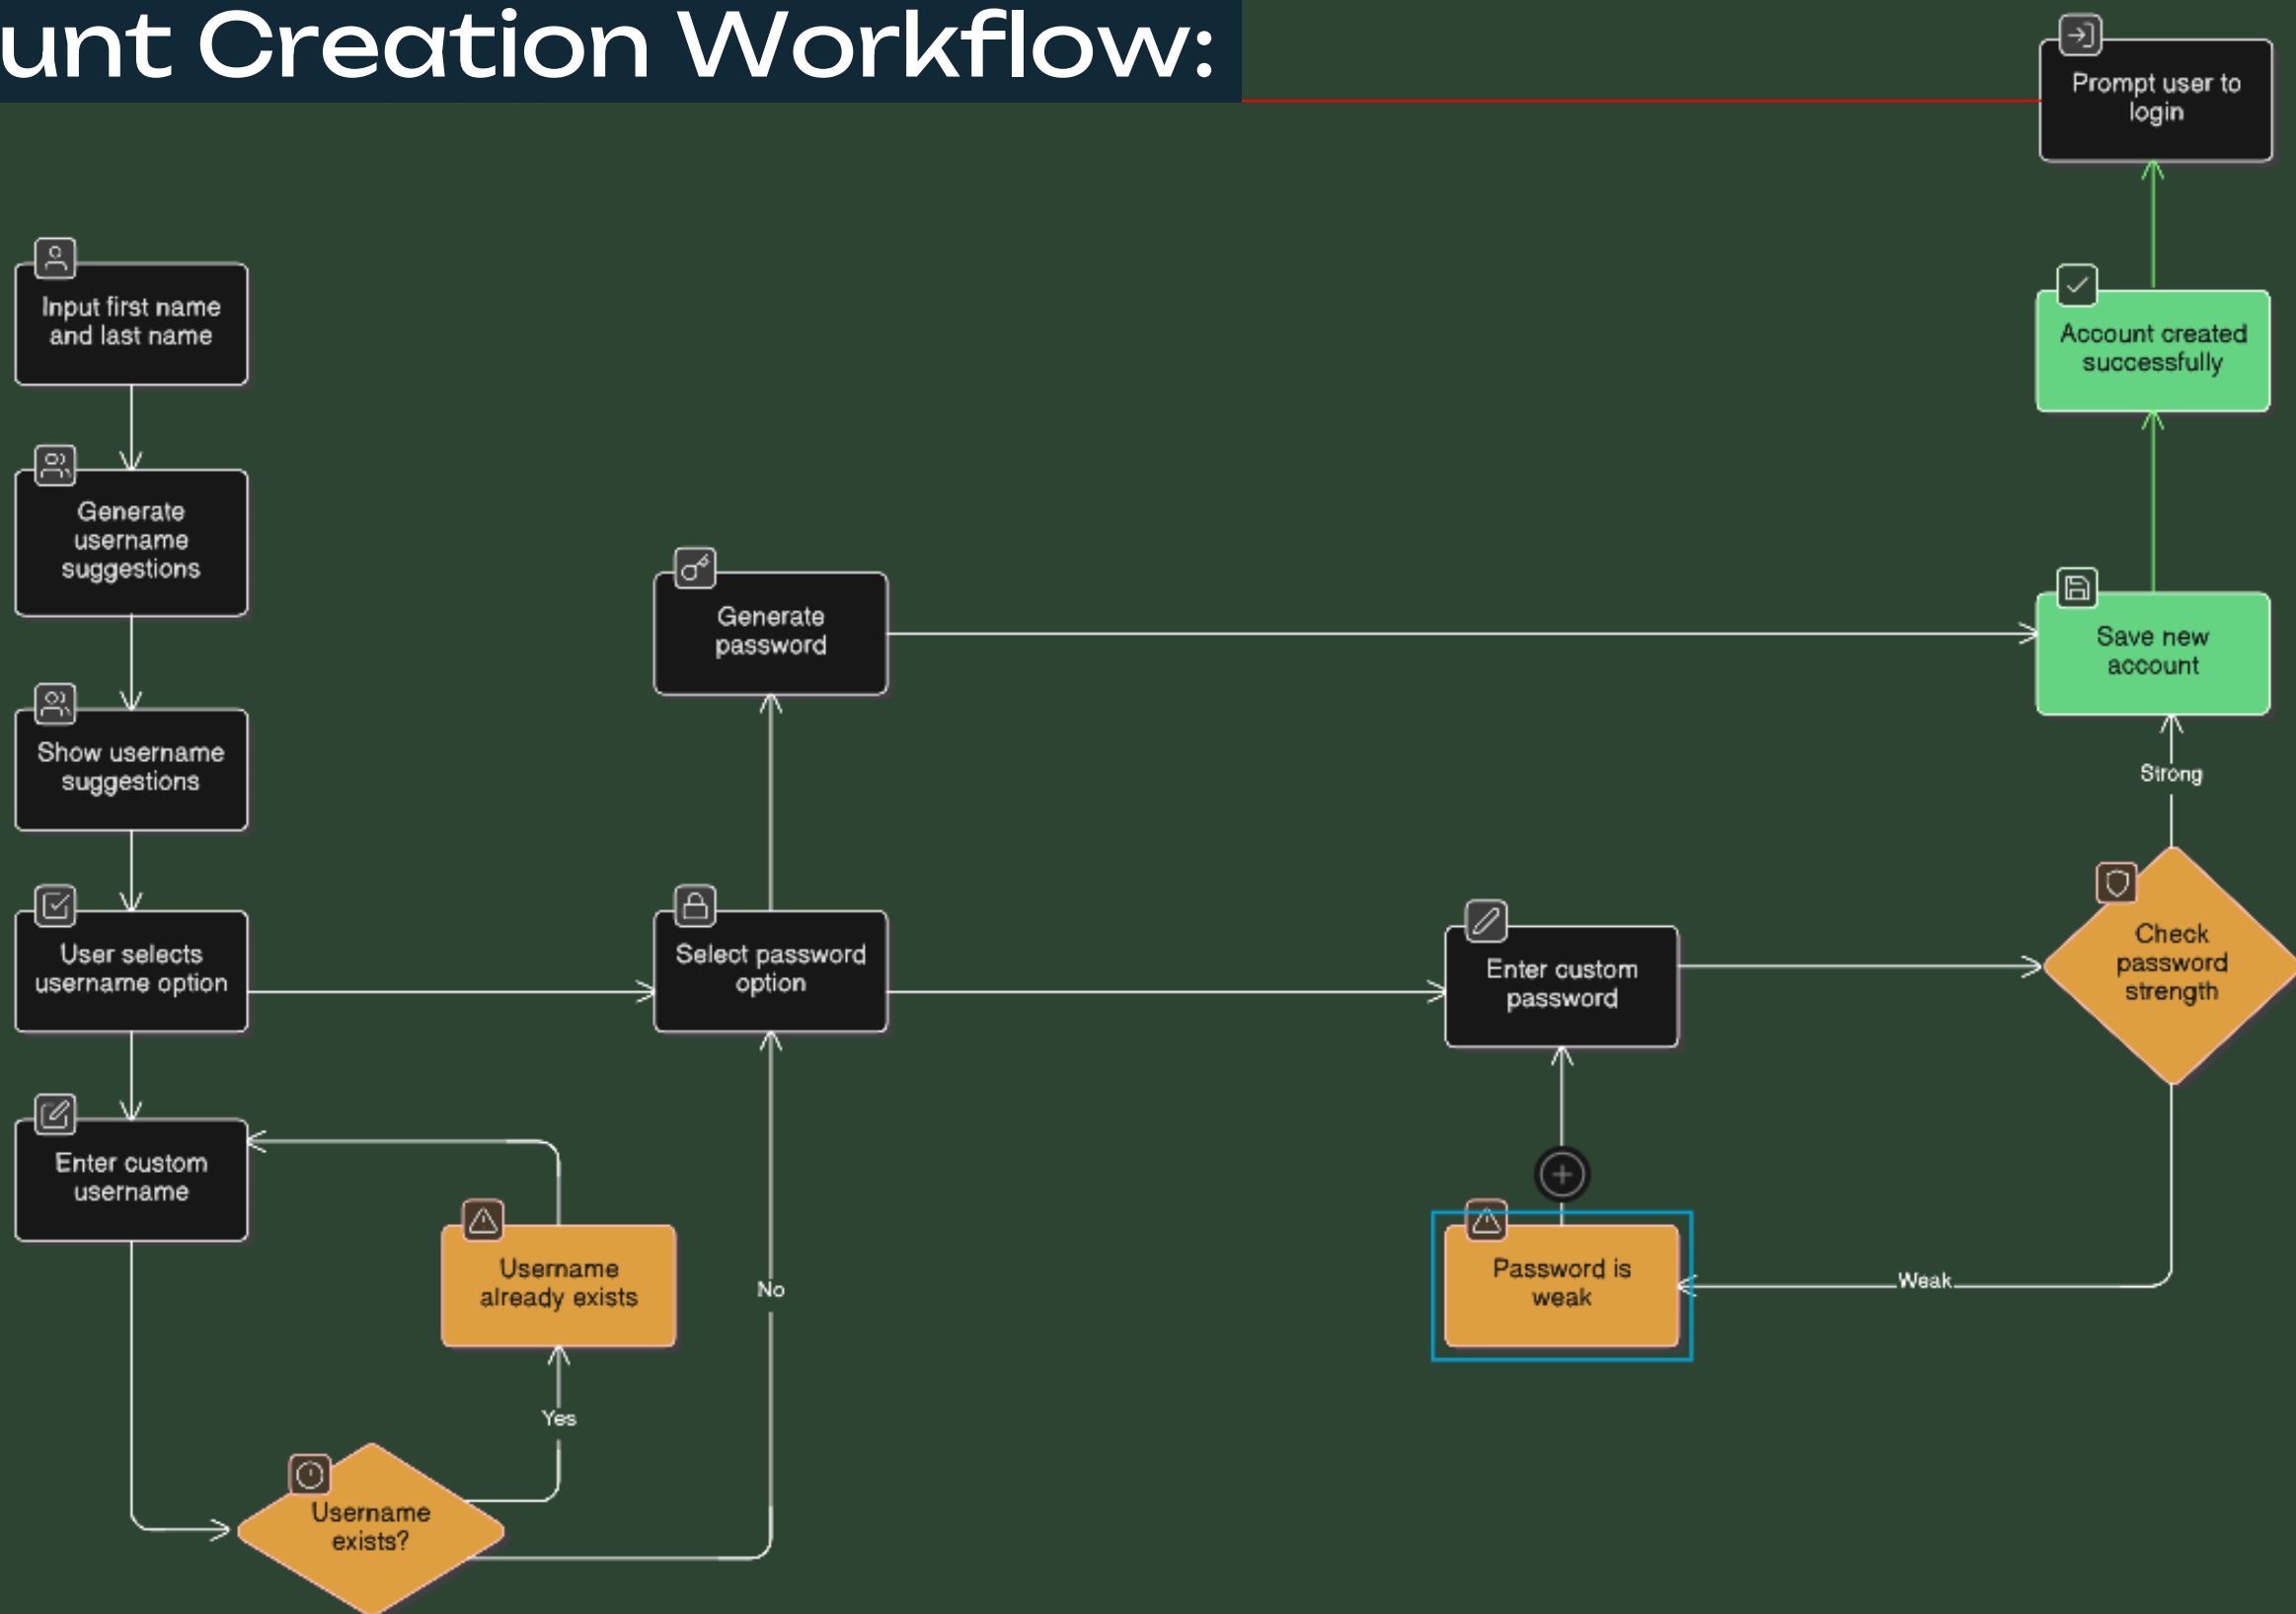 unt Creation Workflow:
Prompt user to
login
Input first name
and last name
Account created
successfully
Generate
username
suggestions
Generate
password
Save new
account
Show username
suggestions
Strong
User selects
username option
Select password
option
Enter custom
password
Check
password
strength
Enter custom
username
Username
already exists
No
Password is
weak
Weak
Yes
Username
exists?